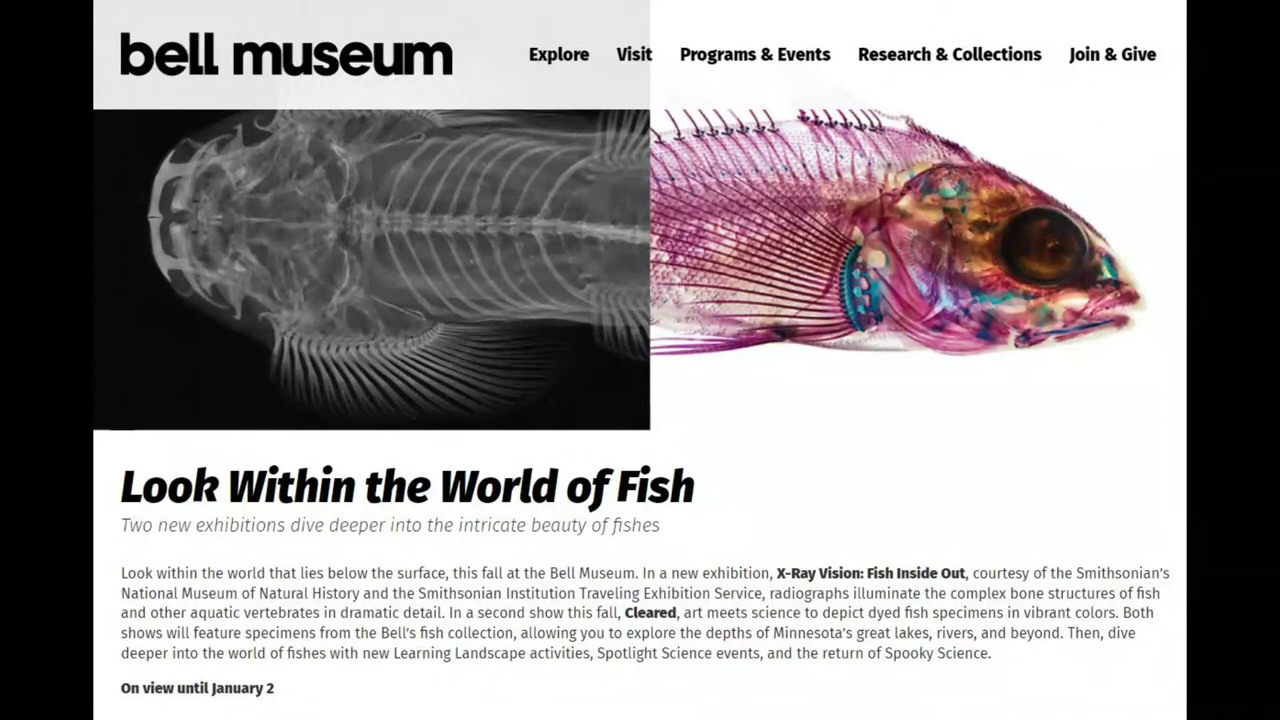 bell museum
Explore Visit Programs & Events Research & Collections Join & Give
Look Within the World of Fish
Two new exhibitions dive deeper into the intricate beauty of fishes
Look within the world that lies below the surface, this fall at the Bell Museum. In a new exhibition, X-Ray Vision: Fish Inside Out, courtesy of the Smithsonian's
National Museum of Natural History and the Smithsonian Institution Traveling Exhibition Service, radiographs illuminate the complex bone structures of fish
and other aquatic vertebrates in dramatic detail. In a second show this fall, Cleared, art meets science to depict dyed fish specimens in vibrant colors. Both
shows will feature specimens from the Bell's fish collection, allowing you to explore the depths of Minnesota's great lakes, rivers, and beyond. Then, dive
deeper into the world of fishes with new Learning Landscape activities, Spotlight Science events, and the return of Spooky Science.
On view until January 2